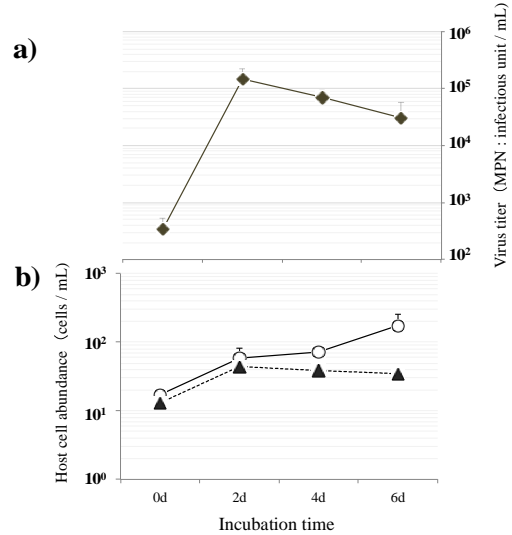 a)
10⁶
10⁵
10⁴
10³
10²
Virus titer (MPN : infectious unit / mL)
b)
10³
10²
10¹
10⁰
Host cell abundance (cells / mL)
0d 2d 4d 6d
Incubation time